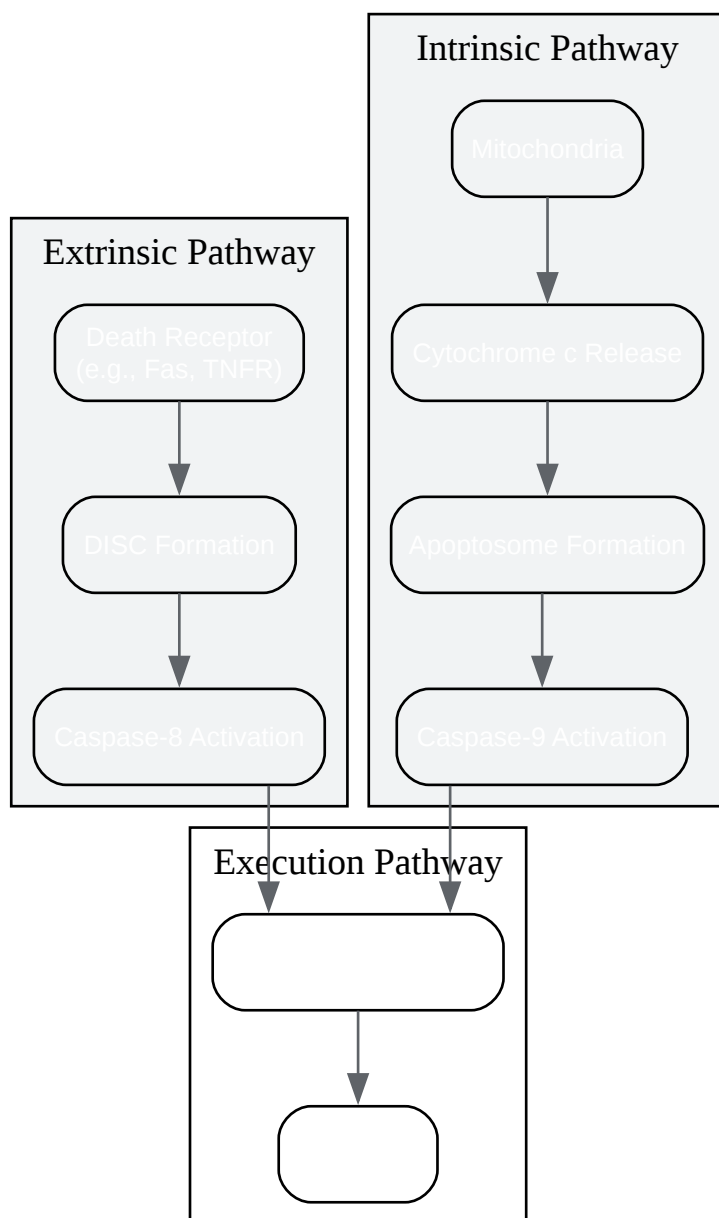 Intrinsic Pathway
Mitochondria
Extrinsic Pathway
Death Receptor
(e.g., Fas, TNFR)
Cytochrome c Release
DISC Formation
Apoptosome Formation
Caspase-8 Activation
Caspase-9 Activation
Execution Pathway